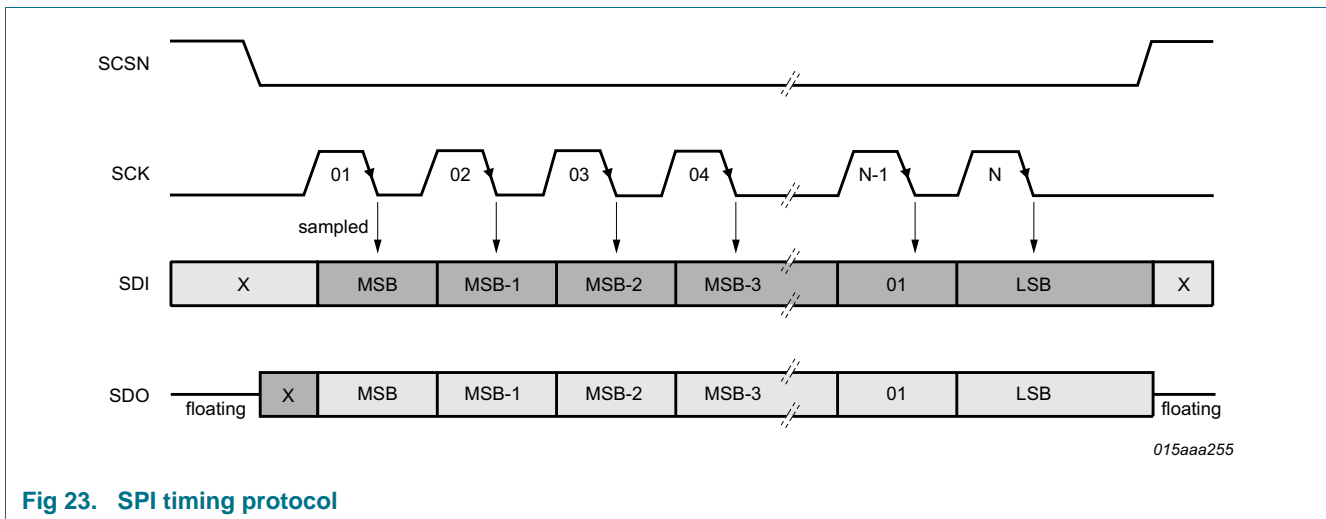 SCSN
SCK
01 02 03 04 N-1 N
sampled
SDI
X MSB MSB-1 MSB-2 MSB-3 01 LSB X
SDO
floating
X MSB MSB-1 MSB-2 MSB-3 01 LSB
floating
015aaa255
Fig 23. SPI timing protocol